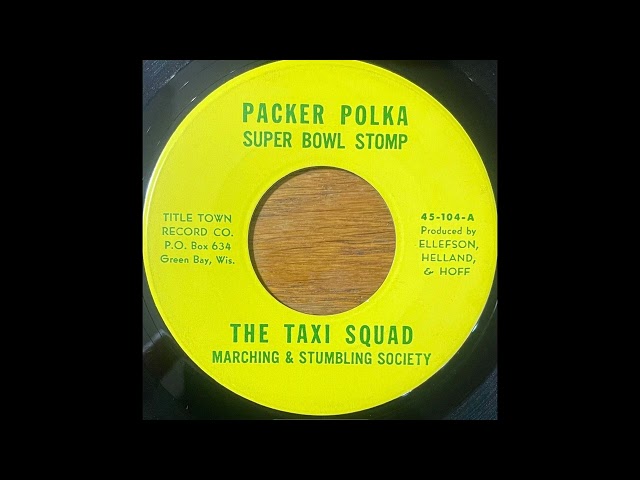 PACKER POLKA
SUPER BOWL STOMP
TITLE TOWN
RECORD CO.
P.O. Box 634
Green Bay, Wis.
45-104-A
Produced by
ELLEFSON,
HELLAND,
& HOFF
THE TAXI SQUAD
MARCHING & STUMBLING SOCIETY